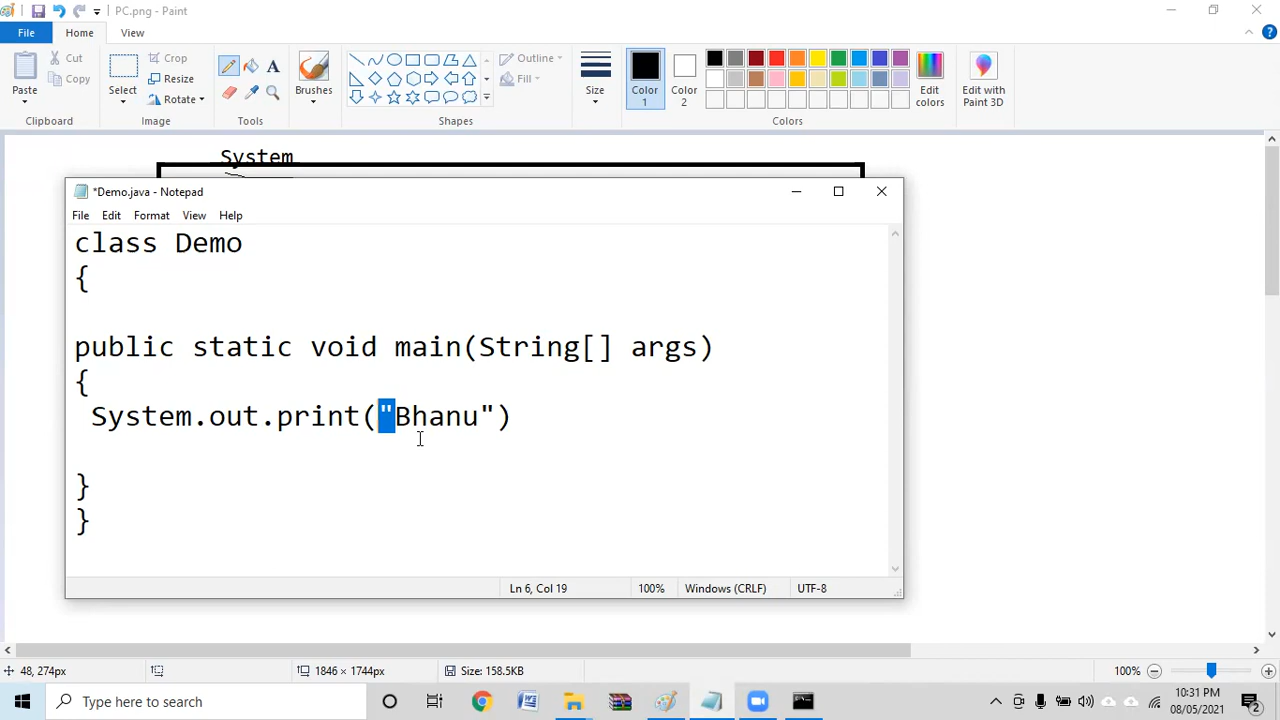 PC.png - Paint
File Home View
Cut
Copy
Paste
Clipboard
Crop
Resize
Rotate
Select
Image
Tools
Brushes
Outline
Fill
Shapes
Size
Color 1
Color 2
Edit colors
Colors
Edit with Paint 3D
System
*Demo.java - Notepad
File Edit Format View Help
class Demo
{
public static void main(String[] args)
{
System.out.print("Bhanu")
}
}
Ln 6, Col 19 100% Windows (CRLF) UTF-8
48, 274px 1846 × 1744px Size: 158.5KB 100%
Type here to search
10:31 PM
08/05/2021
2